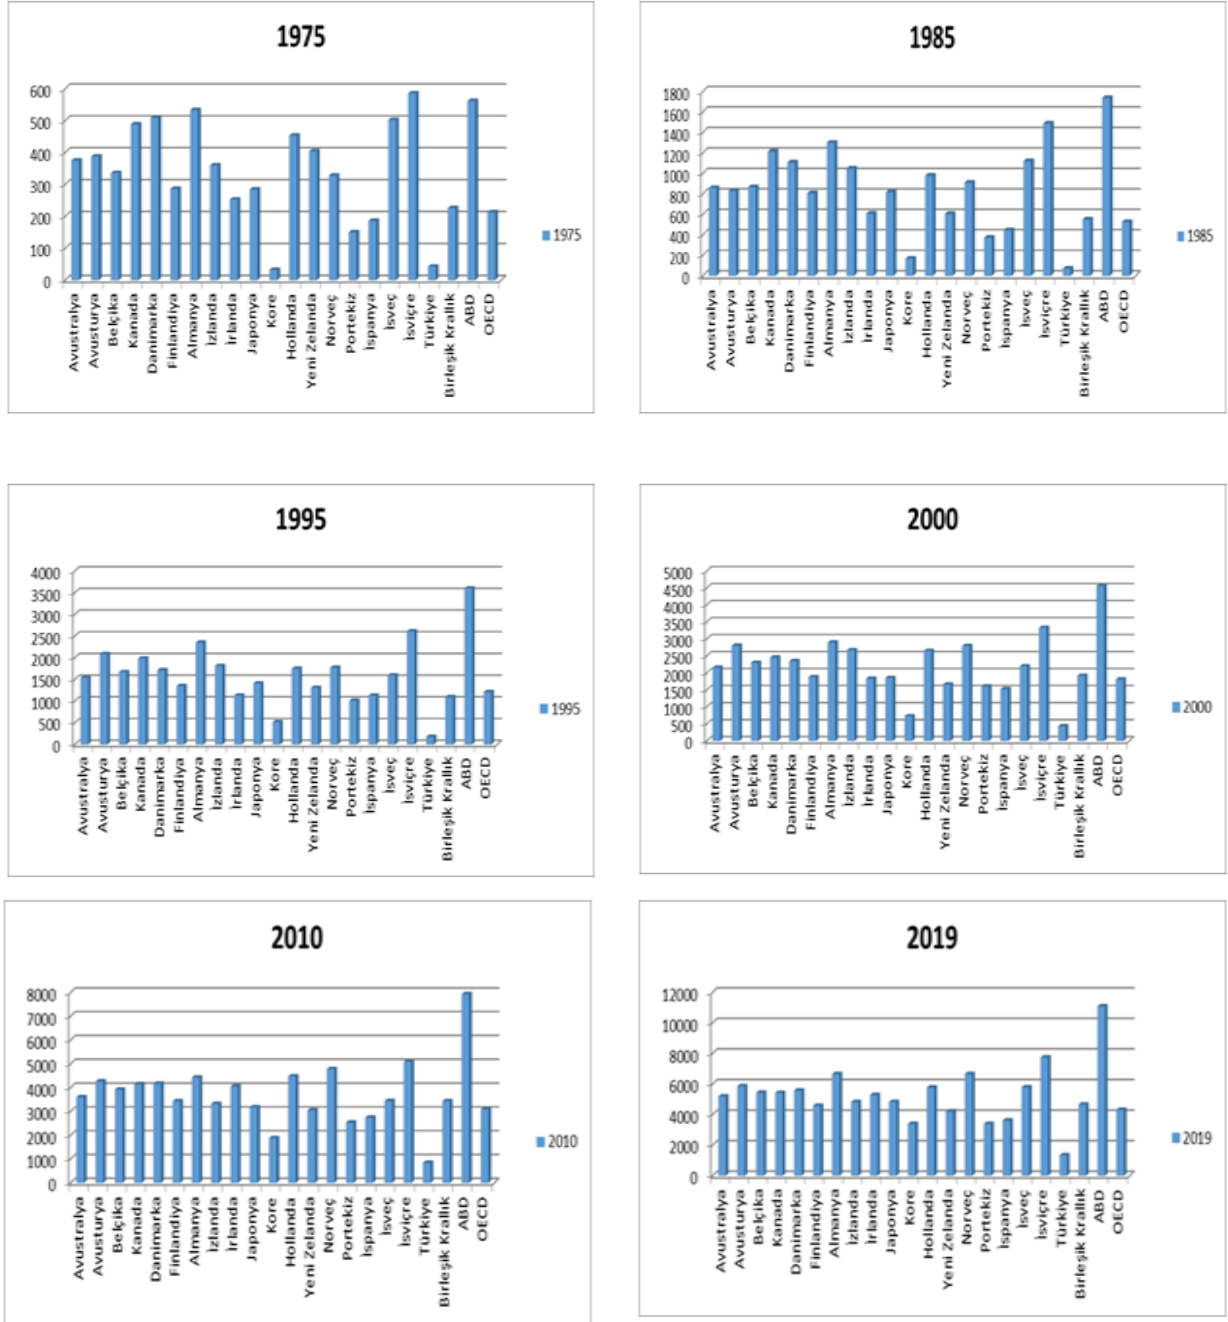 1975
600
500
400
300
200
100
0
Avustralya
Avusturya
Belçika
Kanada
Danimarka
Finlandiya
Almanya
İzlanda
İrlanda
Japonya
Kore
Hollanda
Yeni Zelanda
Norveç
Portekiz
İspanya
İsveç
İsviçre
Türkiye
Birleşik Krallık
ABD
OECD
1975
1985
1800
1600
1400
1200
1000
800
600
400
200
0
Avustralya
Avusturya
Belçika
Kanada
Danimarka
Finlandiya
Almanya
İzlanda
İrlanda
Japonya
Kore
Hollanda
Yeni Zelanda
Norveç
Portekiz
İspanya
İsveç
İsviçre
Türkiye
Birleşik Krallık
ABD
OECD
1985
1995
4000
3500
3000
2500
2000
1500
1000
500
0
Avustralya
Avusturya
Belçika
Kanada
Danimarka
Finlandiya
Almanya
İzlanda
İrlanda
Japonya
Kore
Hollanda
Yeni Zelanda
Norveç
Portekiz
İspanya
İsveç
İsviçre
Türkiye
Birleşik Krallık
ABD
OECD
1995
2000
5000
4500
4000
3500
3000
2500
2000
1500
1000
500
0
Avustralya
Avusturya
Belçika
Kanada
Danimarka
Finlandiya
Almanya
İzlanda
İrlanda
Japonya
Kore
Hollanda
Yeni Zelanda
Norveç
Portekiz
İspanya
İsveç
İsviçre
Türkiye
Birleşik Krallık
ABD
OECD
2000
2010
8000
7000
6000
5000
4000
3000
2000
1000
0
Avustralya
Avusturya
Belçika
Kanada
Danimarka
Finlandiya
Almanya
İzlanda
İrlanda
Japonya
Kore
Hollanda
Yeni Zelanda
Norveç
Portekiz
İspanya
İsveç
İsviçre
Türkiye
Birleşik Krallık
ABD
OECD
2010
2019
12000
10000
8000
6000
4000
2000
0
Avustralya
Avusturya
Belçika
Kanada
Danimarka
Finlandiya
Almanya
İzlanda
İrlanda
Japonya
Kore
Hollanda
Yeni Zelanda
Norveç
Portekiz
İspanya
İsveç
İsviçre
Türkiye
Birleşik Krallık
ABD
OECD
2019